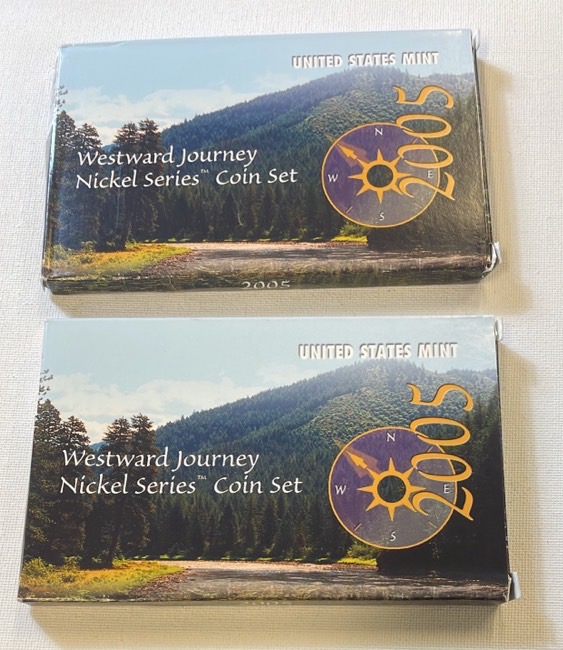 UNITED STATES MINT
Westward Journey
Nickel Series™ Coin Set
N
W
E
S
2005
2005
UNITED STATES MINT
Westward Journey
Nickel Series™ Coin Set
N
W
E
S
2005